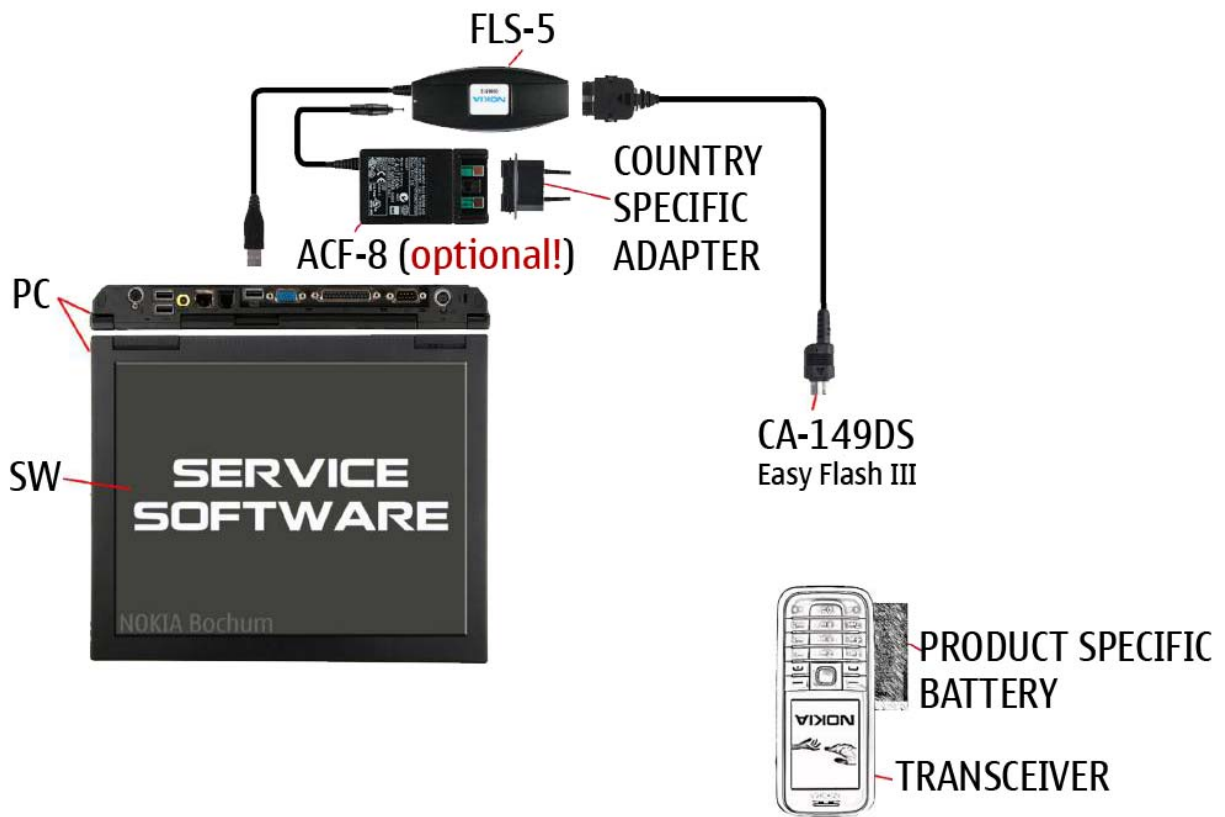 FLS-5
NOKIA
COUNTRY
SPECIFIC
ADAPTER
ACF-8 (optional!)
PC
CA-149DS
Easy Flash III
SW
SERVICE
SOFTWARE
NOKIA Bochum
PRODUCT SPECIFIC
BATTERY
NOKIA
TRANSCEIVER